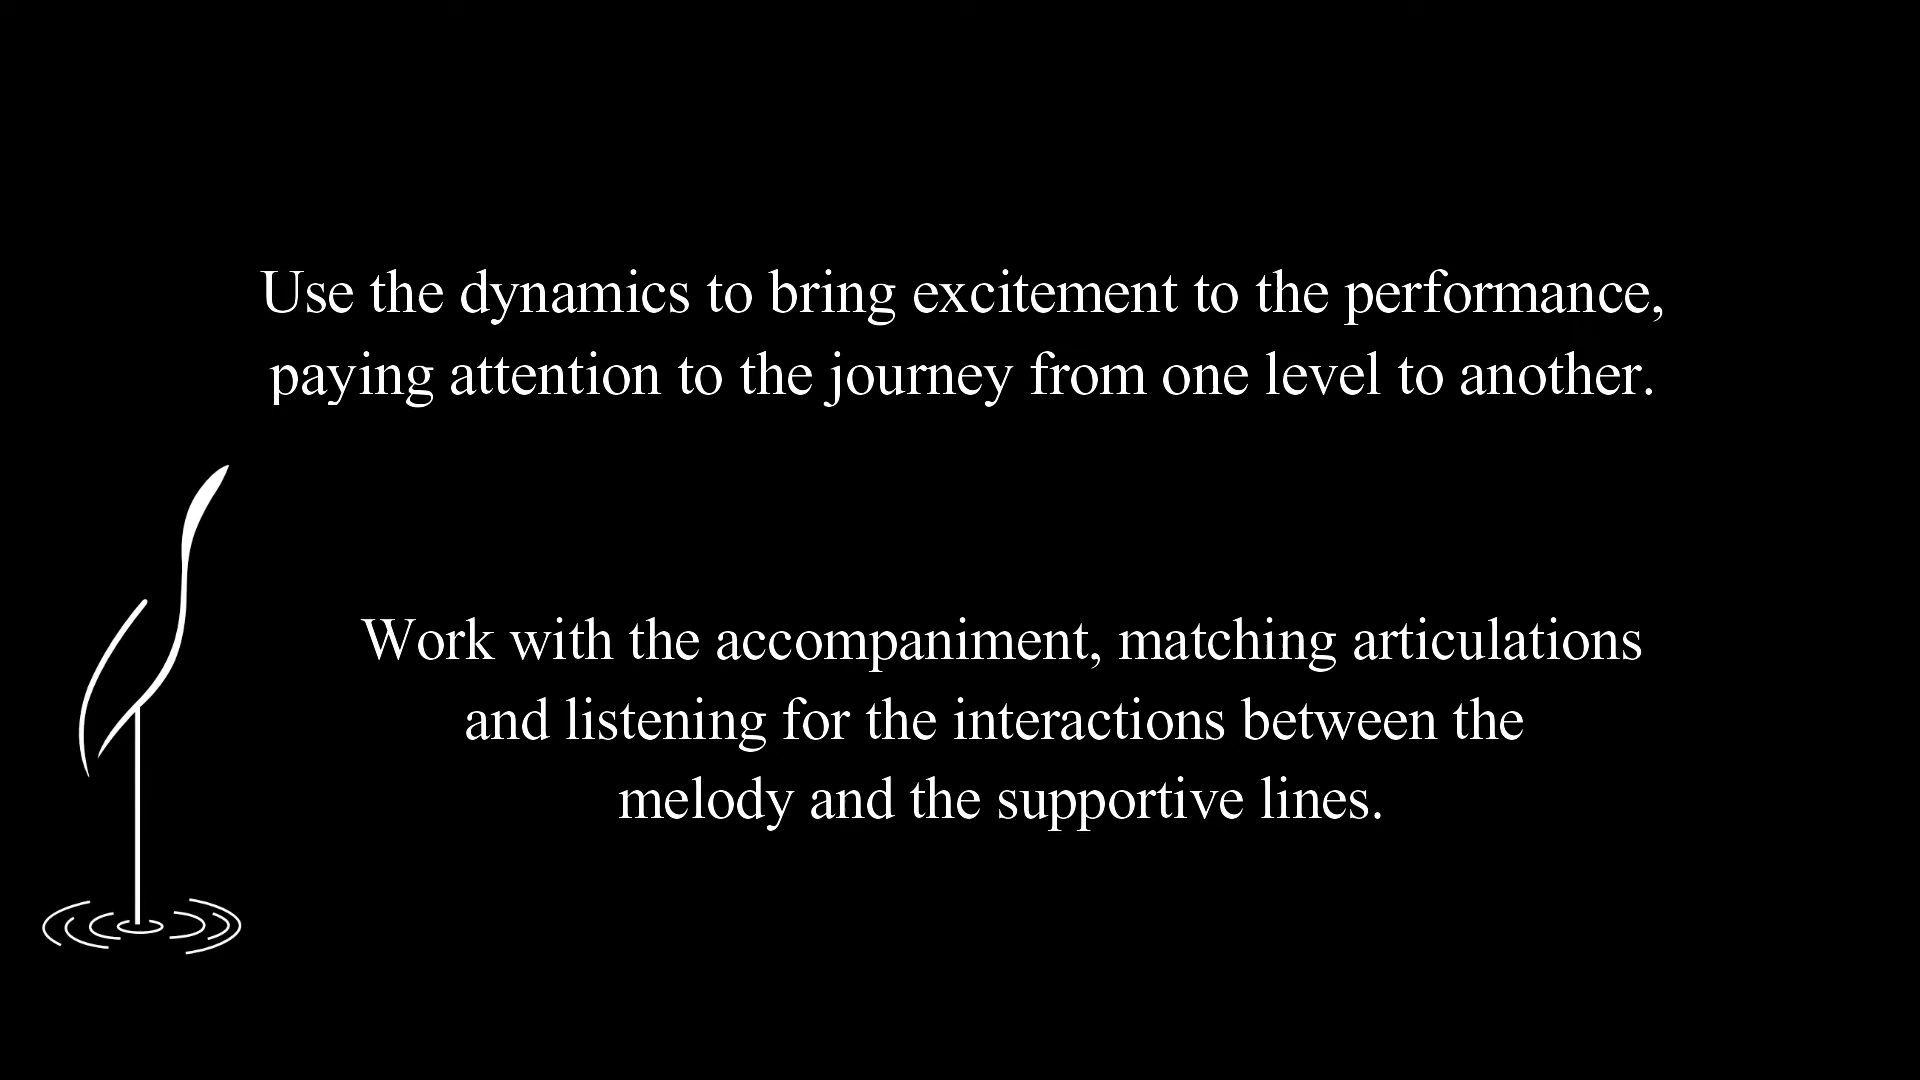 Use the dynamics to bring excitement to the performance,
paying attention to the journey from one level to another.
Work with the accompaniment, matching articulations
and listening for the interactions between the
melody and the supportive lines.